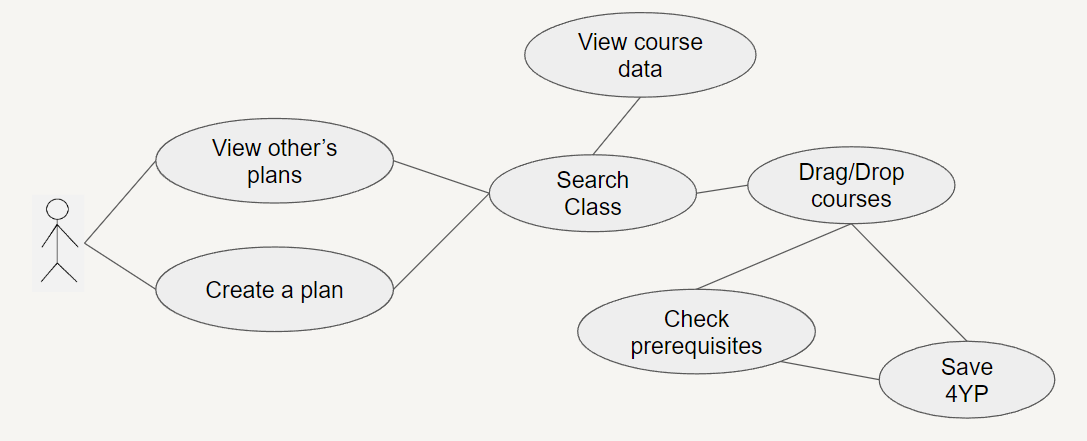 View course
data
View other’s
plans
Search
Class
Drag/Drop
courses
Create a plan
Check
prerequisites
Save
4YP